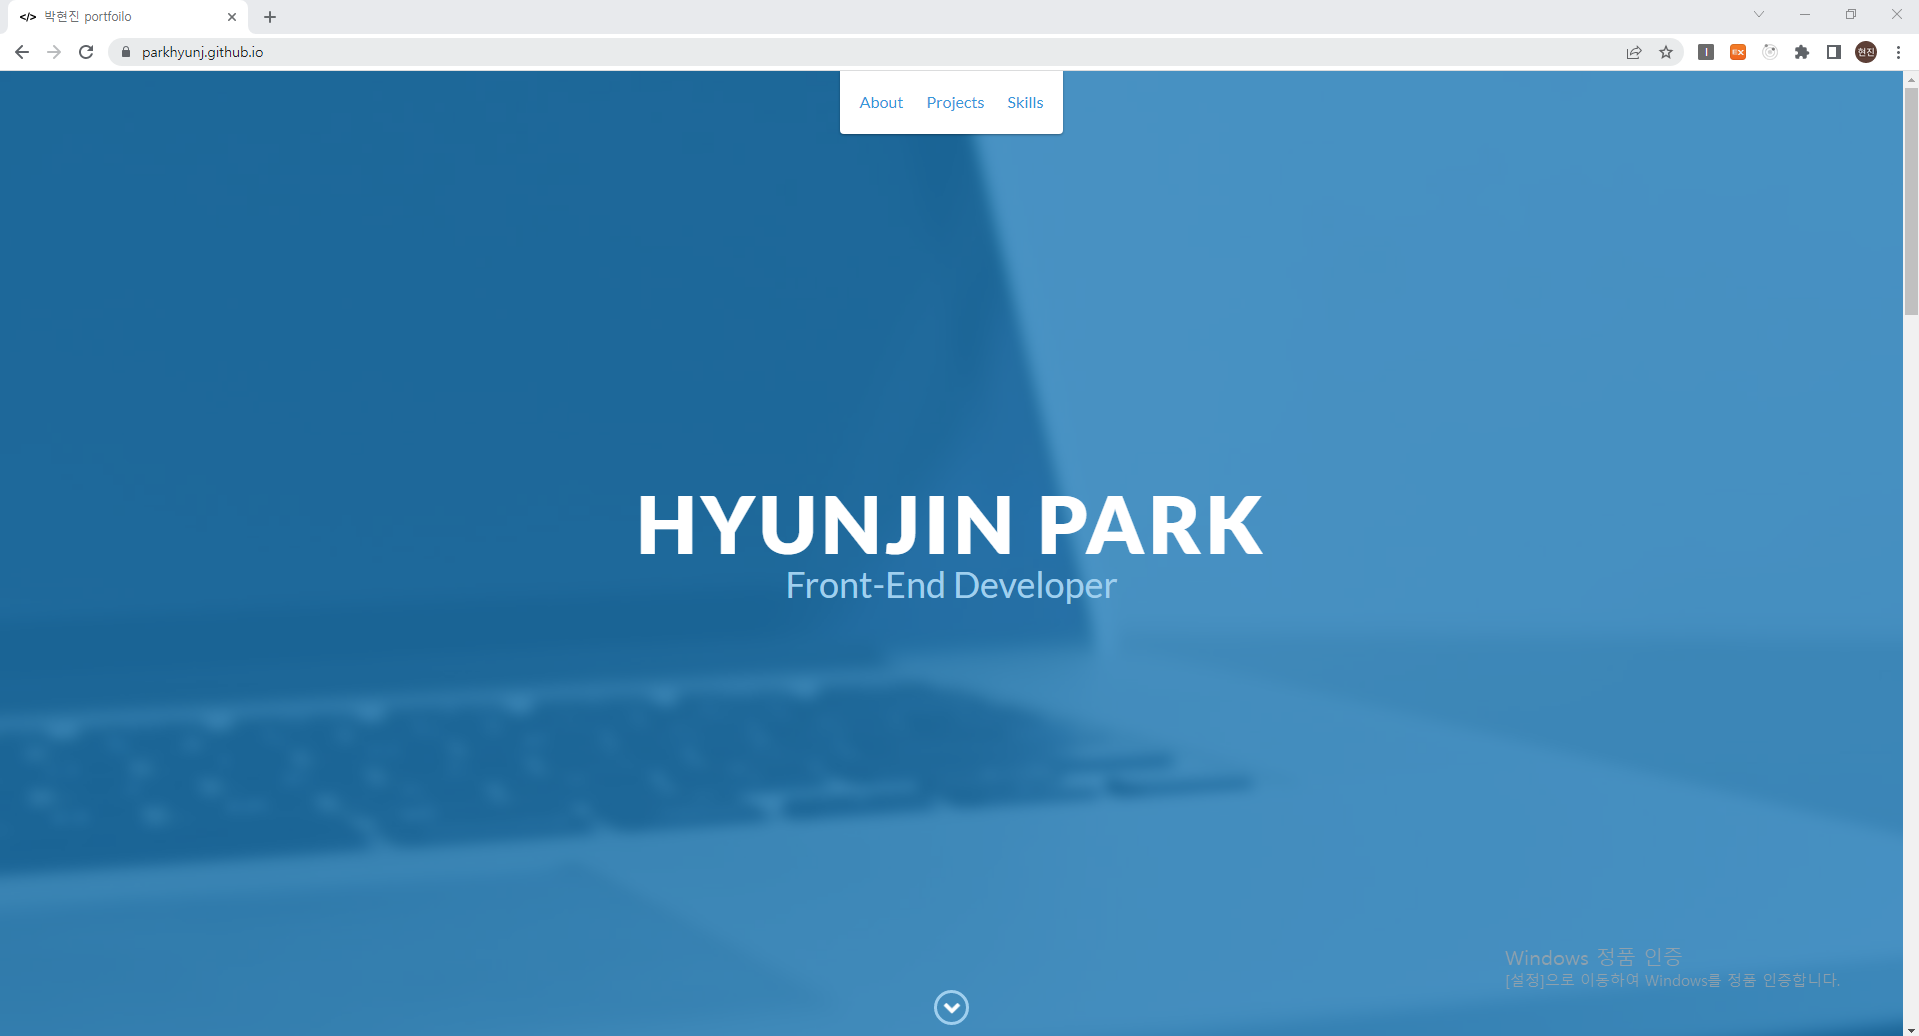 </> 박현진 portfoilo
parkhyunj.github.io
I
EX
현진
About Projects Skills
HYUNJIN PARK
Front-End Developer
Windows 정품 인증
[설정]으로 이동하여 Windows를 정품 인증합니다.